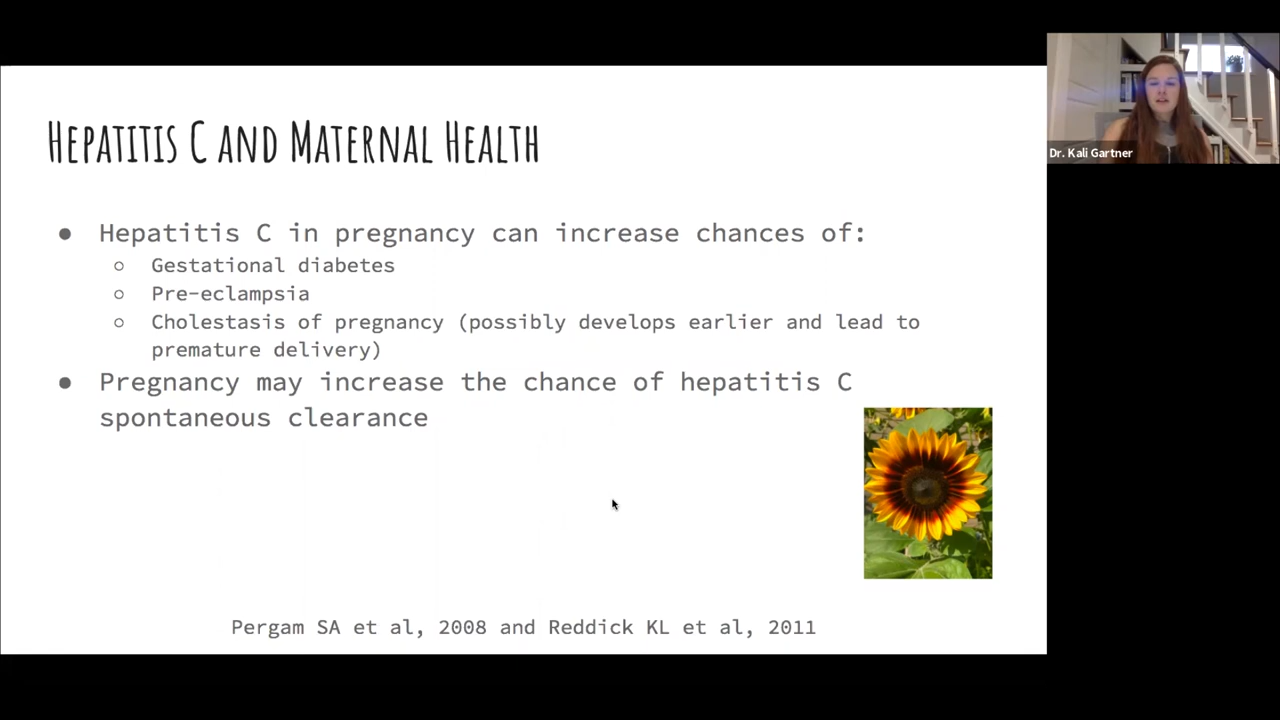 Hepatitis C and Maternal Health
● Hepatitis C in pregnancy can increase chances of:
○ Gestational diabetes
○ Pre-eclampsia
○ Cholestasis of pregnancy (possibly develops earlier and lead to
premature delivery)
● Pregnancy may increase the chance of hepatitis C
spontaneous clearance
Pergam SA et al, 2008 and Reddick KL et al, 2011
Dr. Kali Gartner